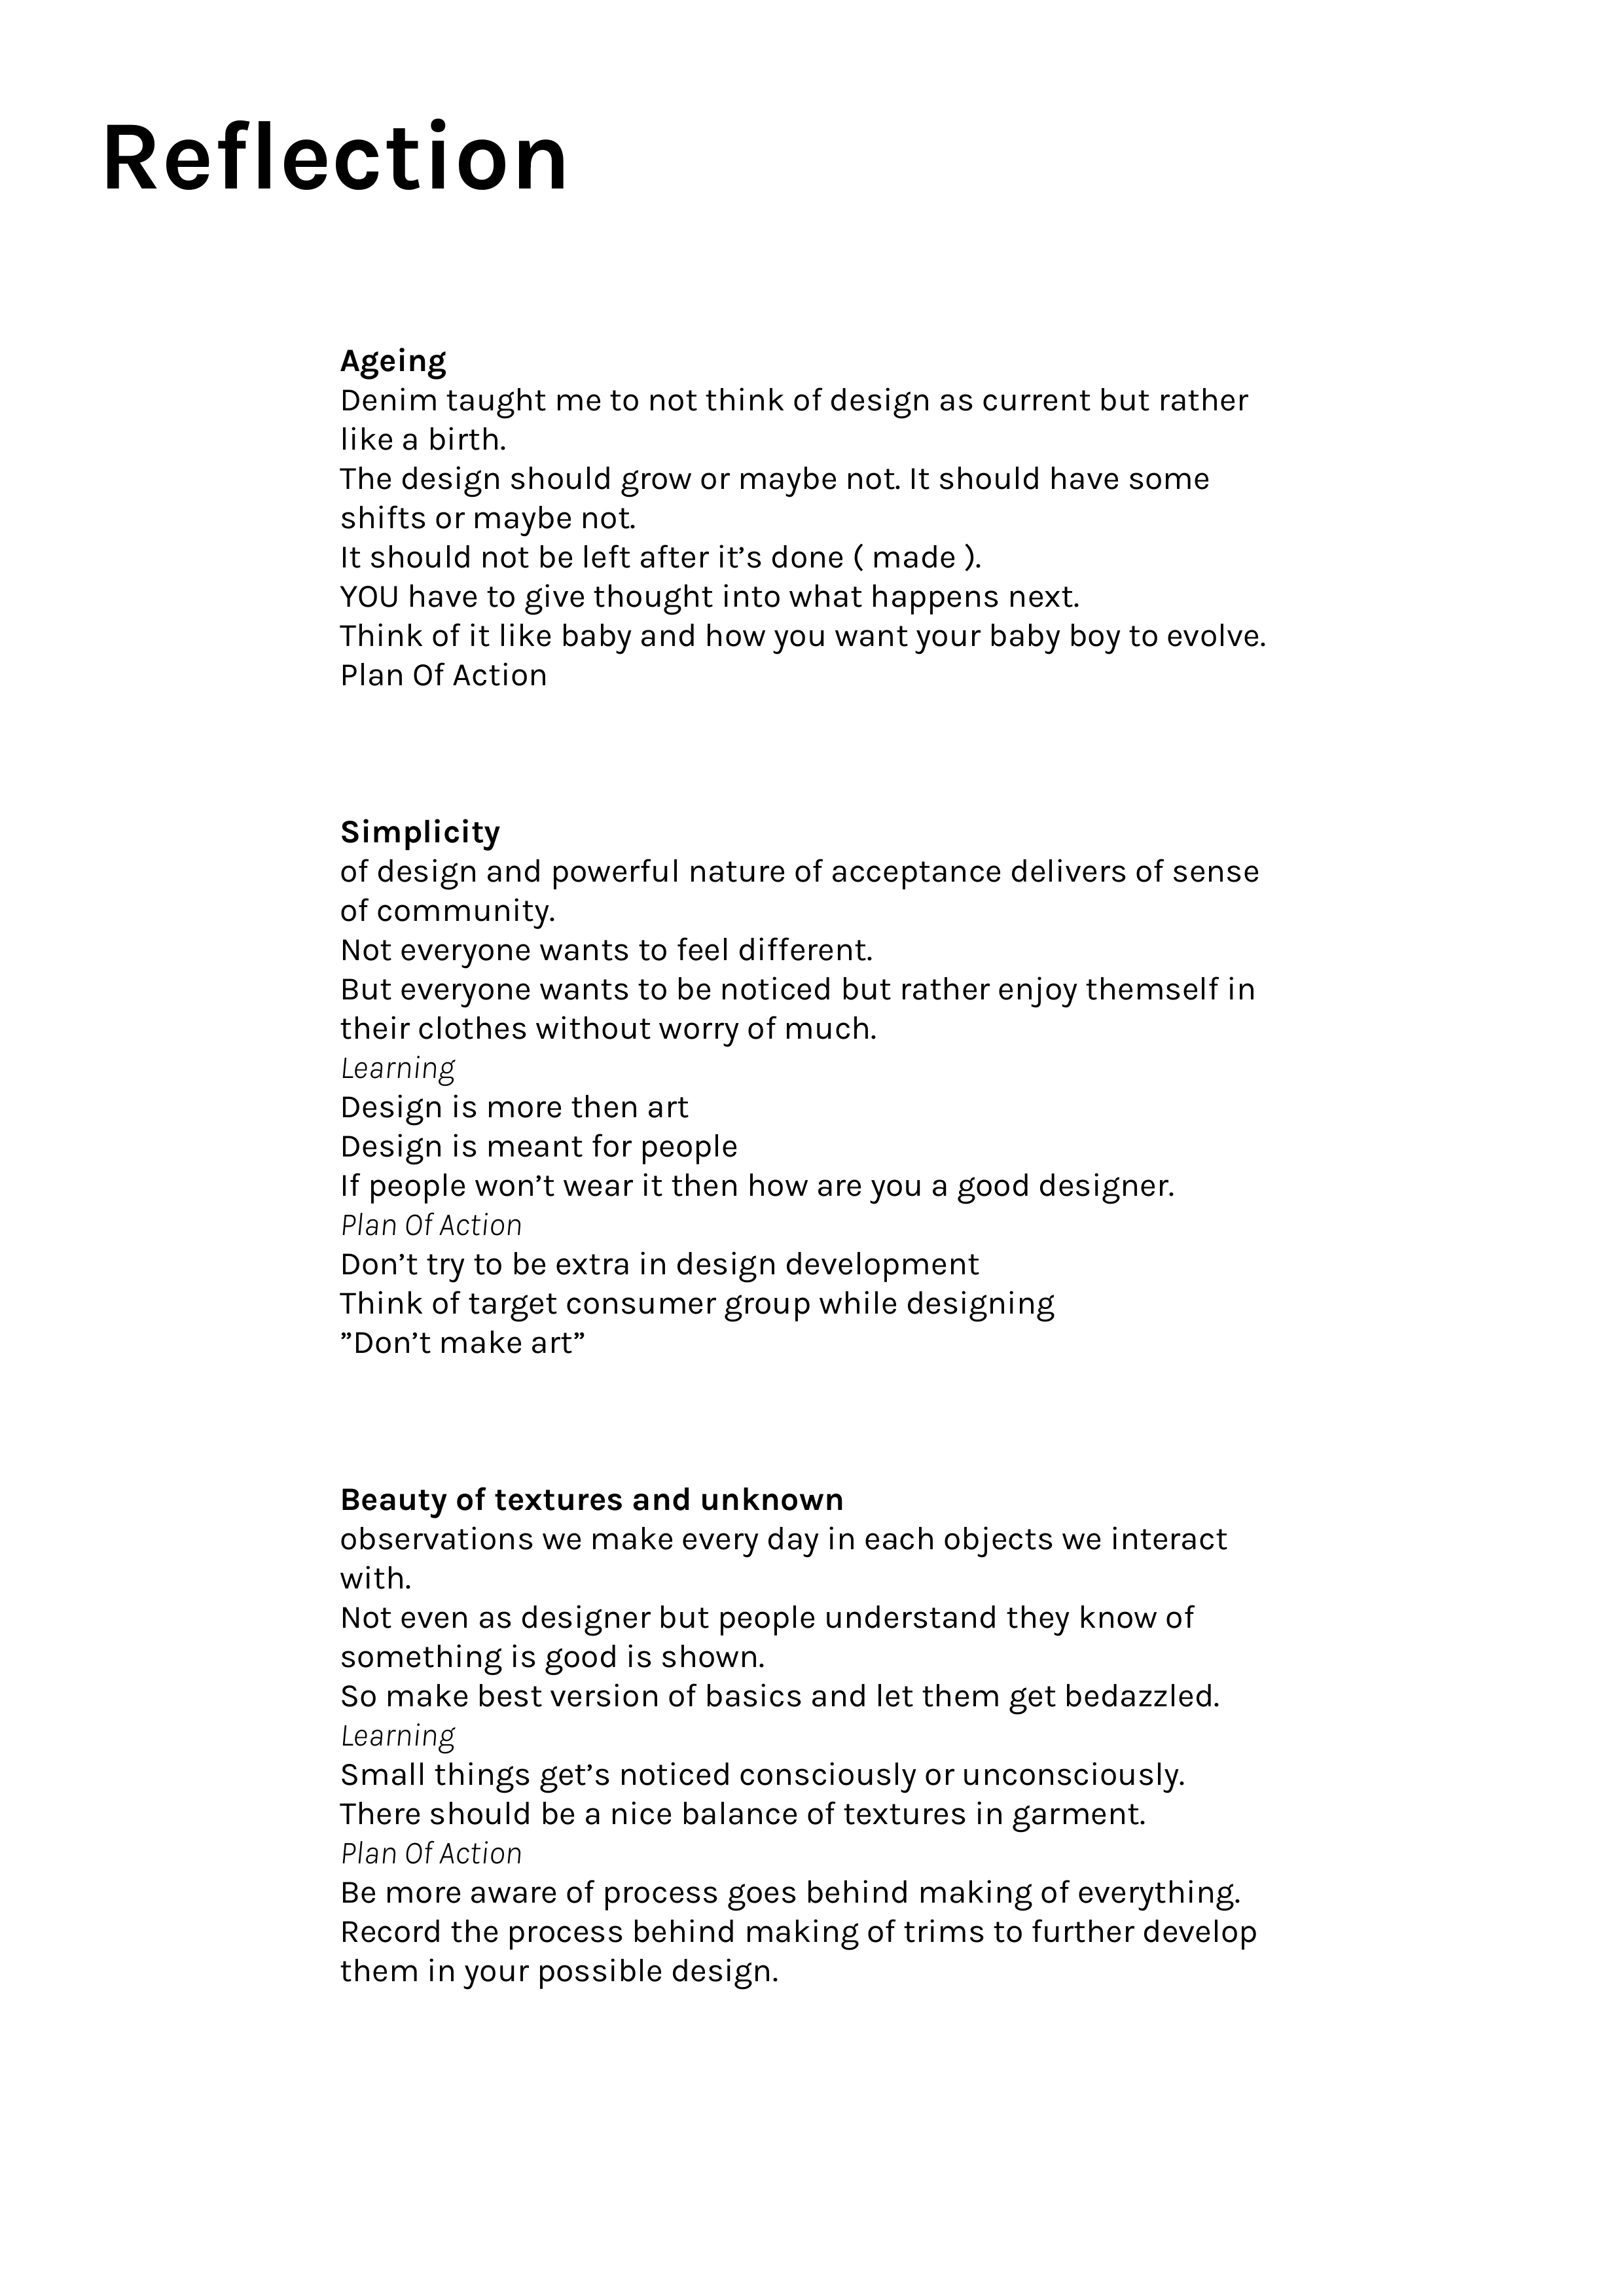 Reflection
Ageing
Denim taught me to not think of design as current but rather
like a birth.
The design should grow or maybe not. It should have some
shifts or maybe not.
It should not be left after it’s done ( made ).
YOU have to give thought into what happens next.
Think of it like baby and how you want your baby boy to evolve.
Plan Of Action
Simplicity
of design and powerful nature of acceptance delivers of sense
of community.
Not everyone wants to feel different.
But everyone wants to be noticed but rather enjoy themself in
their clothes without worry of much.
Learning
Design is more then art
Design is meant for people
If people won’t wear it then how are you a good designer.
Plan Of Action
Don’t try to be extra in design development
Think of target consumer group while designing
”Don’t make art”
Beauty of textures and unknown
observations we make every day in each objects we interact
with.
Not even as designer but people understand they know of
something is good is shown.
So make best version of basics and let them get bedazzled.
Learning
Small things get’s noticed consciously or unconsciously.
There should be a nice balance of textures in garment.
Plan Of Action
Be more aware of process goes behind making of everything.
Record the process behind making of trims to further develop
them in your possible design.